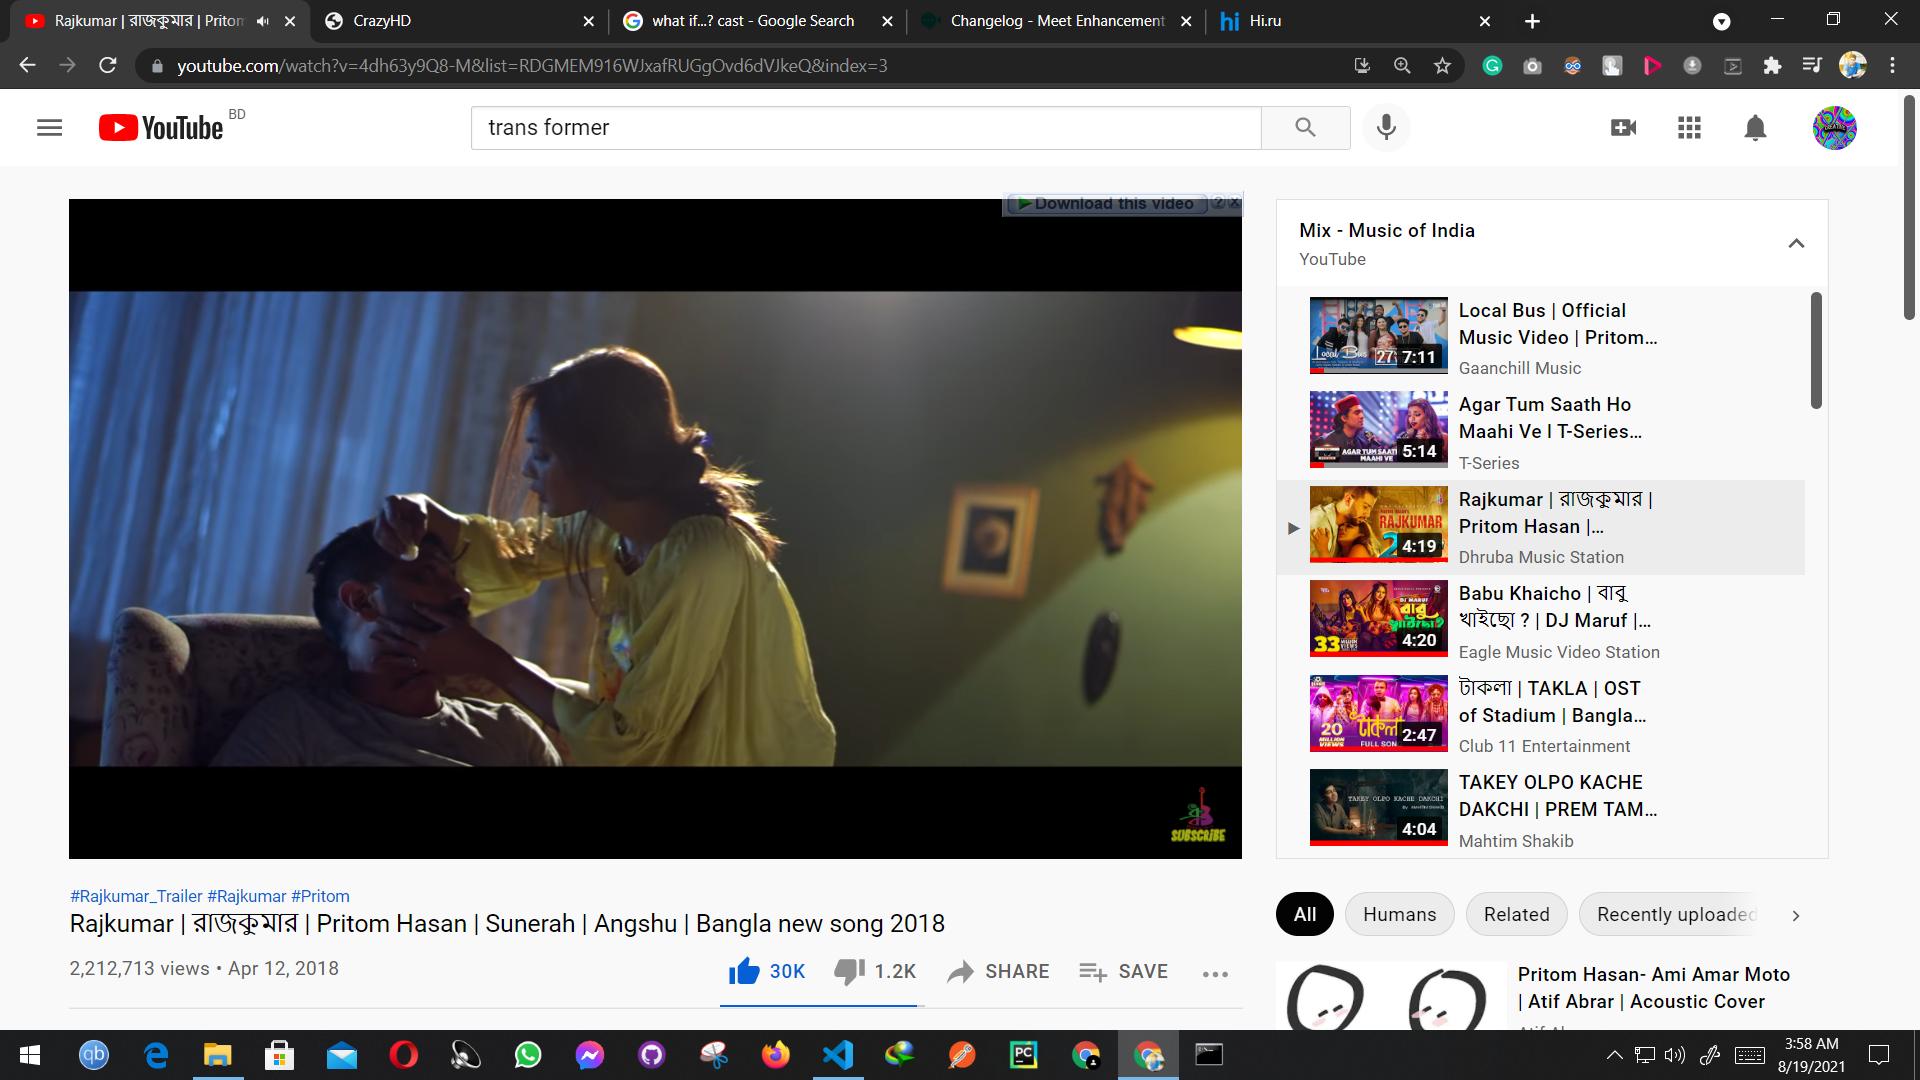 Rajkumar | রাজকুমার | Pritom
CrazyHD
what if...? cast - Google Search
Changelog - Meet Enhancement
hi Hi.ru
youtube.com/watch?v=4dh63y9Q8-M&list=RDGMEM916WJxafRUGgOvd6dVJkeQ&index=3
YouTube BD
trans former
Download this video
Mix - Music of India
YouTube
Local Bus | Official
Music Video | Pritom...
Gaanchill Music
7:11
Agar Tum Saath Ho
Maahi Ve l T-Series...
T-Series
5:14
Rajkumar | রাজকুমার |
Pritom Hasan |...
Dhruba Music Station
RAJKUMAR
4:19
Babu Khaicho | বাবু
খাইছো ? | DJ Maruf |...
Eagle Music Video Station
4:20
টাকলা | TAKLA | OST
of Stadium | Bangla...
Club 11 Entertainment
2:47
TAKEY OLPO KACHE
DAKCHI | PREM TAM...
Mahtim Shakib
4:04
SUBSCRIBE
#Rajkumar_Trailer #Rajkumar #Pritom
Rajkumar | রাজকুমার | Pritom Hasan | Sunerah | Angshu | Bangla new song 2018
2,212,713 views • Apr 12, 2018
30K 1.2K SHARE SAVE
All Humans Related Recently uploaded
Pritom Hasan- Ami Amar Moto
| Atif Abrar | Acoustic Cover
3:58 AM
8/19/2021